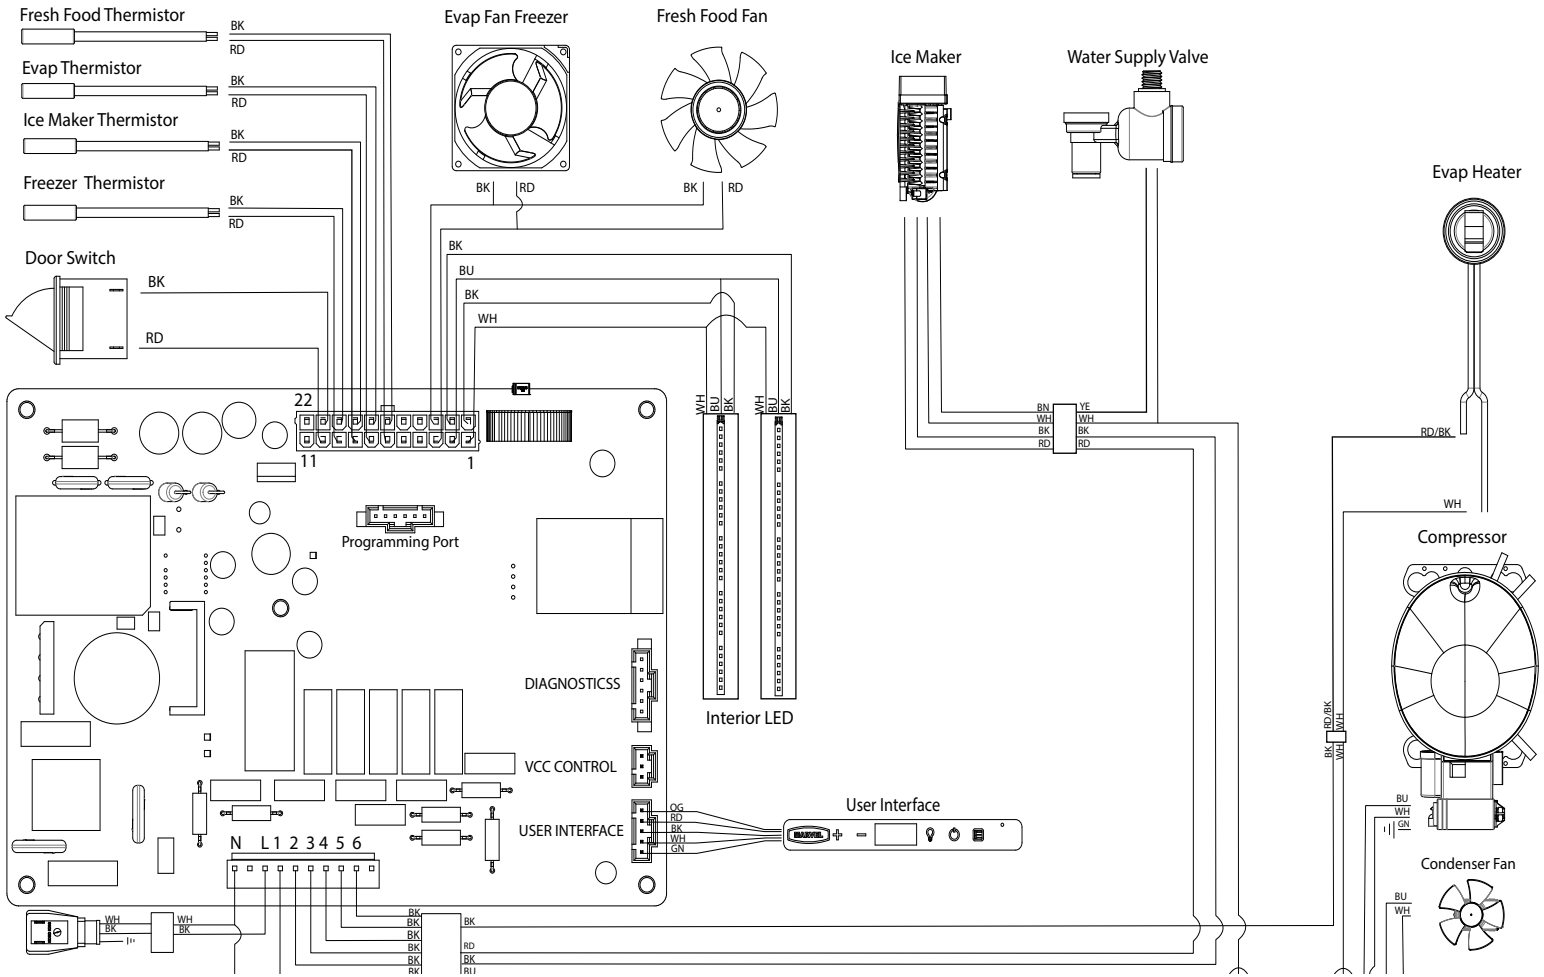 Fresh Food Thermistor
BK
RD
Evap Thermistor
BK
RD
Ice Maker Thermistor
BK
RD
Freezer Thermistor
BK
RD
Door Switch
BK
RD
Evap Fan Freezer
BK
RD
Fresh Food Fan
BK
RD
BK
BU
BK
WH
Ice Maker
Water Supply Valve
BN
YE
WH
WH
BK
BK
RD
RD
Evap Heater
RD/BK
WH
Compressor
BU
WH
GN
Condenser Fan
BU
WH
RD/BK
WH
BK
WH
22
11
1
WH
BU
BK
WH
BU
BK
Interior LED
Programming Port
DIAGNOSTICSS
VCC CONTROL
USER INTERFACE
OG
RD
BK
WH
GN
User Interface
MARVEL
N L 1 2 3 4 5 6
WH
WH
BK
BK
BK
BK
BK
BK
BK
BK
BK
RD
BK
BU